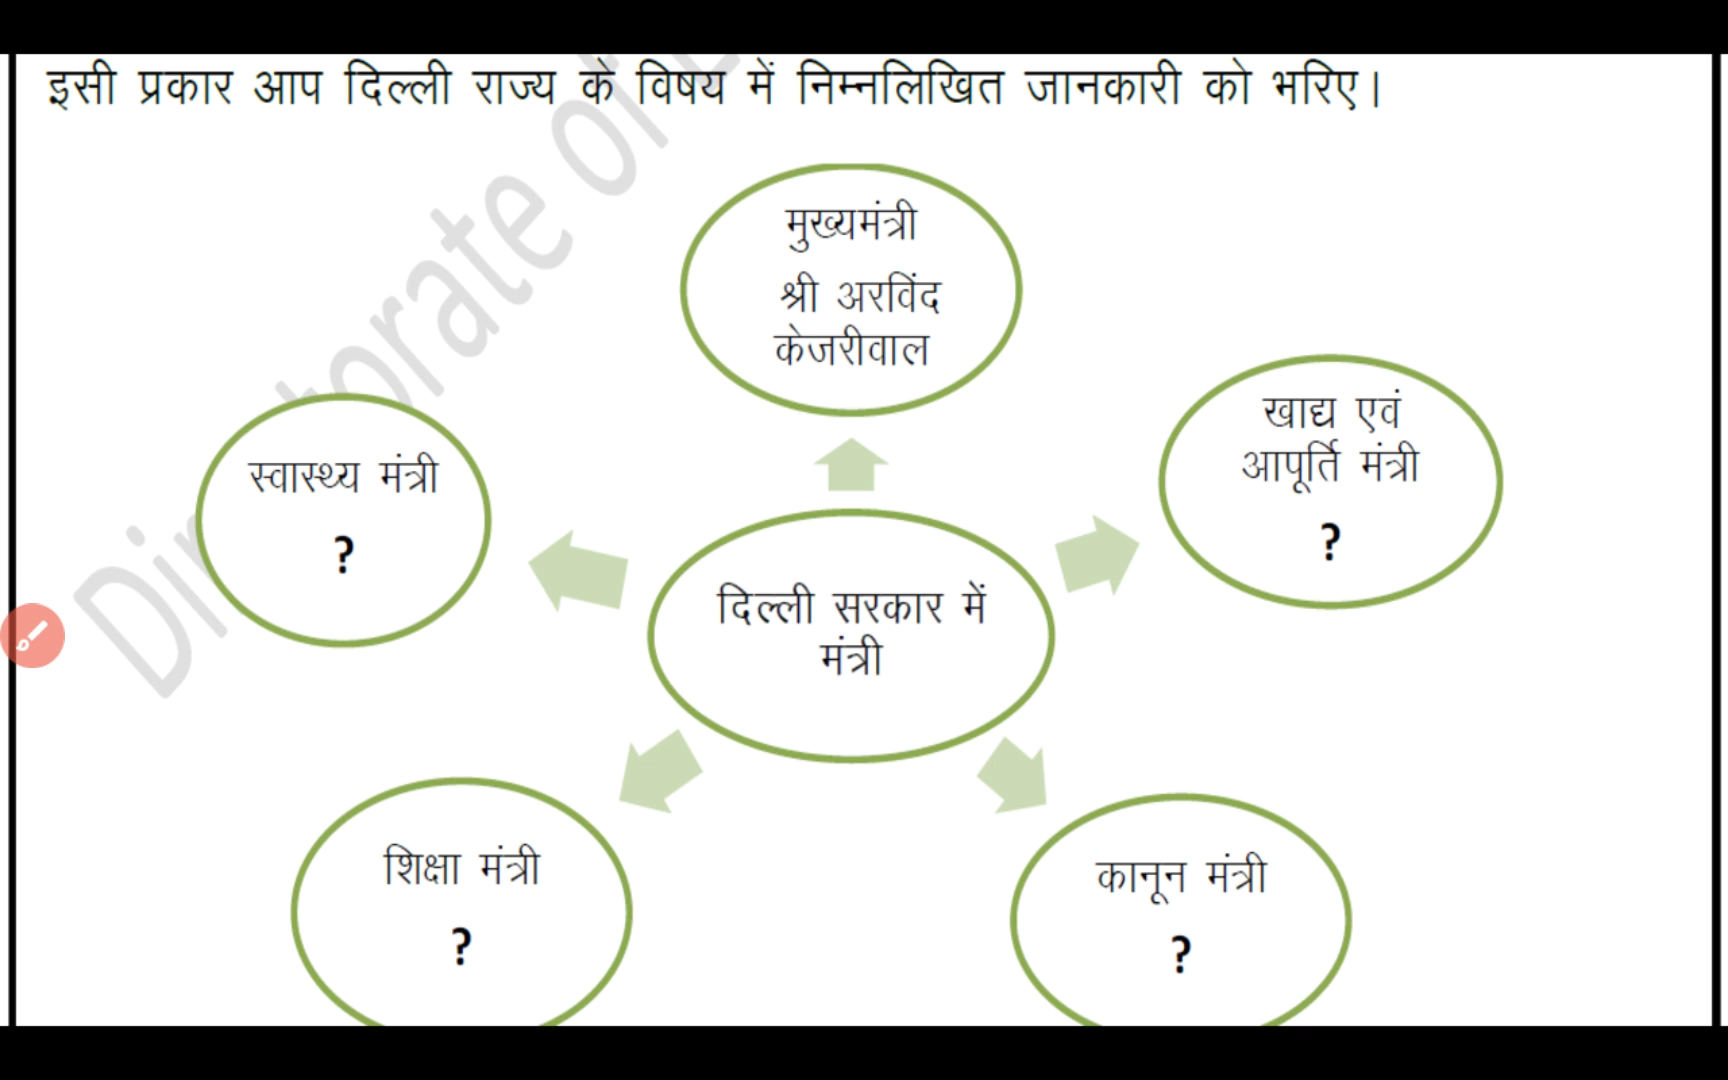 इसी प्रकार आप दिल्ली राज्य के विषय में निम्नलिखित जानकारी को भरिए।
मुख्यमंत्री
श्री अरविंद
केजरीवाल
खाद्य एवं
आपूर्ति मंत्री
?
स्वास्थ्य मंत्री
?
दिल्ली सरकार में
मंत्री
शिक्षा मंत्री
?
कानून मंत्री
?